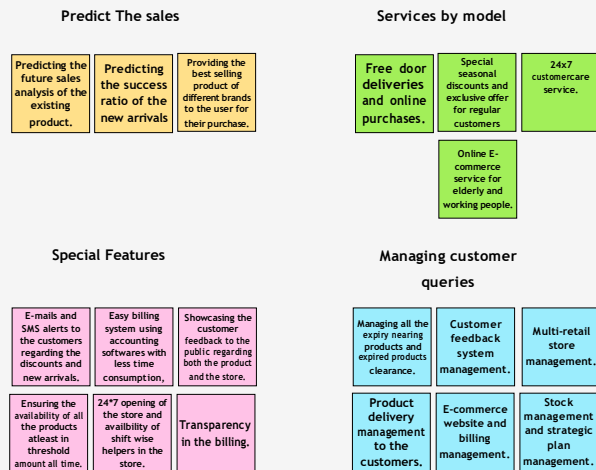 Predict The sales
Services by model
Predicting the
future sales
analysis of the
existing
product.
Predicting
the success
ratio of the
new arrivals
Providing the
best selling
product of
different brands
to the user for
their purchase.
Free door
deliveries
and online
purchases.
Special
seasonal
discounts and
exclusive offer
for regular
customers
24x7
customercare
service.
Online E-
commerce
service for
elderly and
working people.
Special Features
Managing customer
queries
E-mails and
SMS alerts to
the customers
regarding the
discounts and
new arrivals.
Easy billing
system using
accounting
softwares with
less time
consumption,
Showcasing the
customer
feedback to the
public regarding
both the product
and the store.
Managing all the
expiry nearing
products and
expired products
clearance.
Customer
feedback
system
management.
Multi-retail
store
management.
Ensuring the
availability of all
the products
atleast in
threshold
amount all time.
24*7 opening of
the store and
availbility of
shift wise
helpers in the
store.
Transparency
in the billing.
Product
delivery
management
to the
customers.
E-commerce
website and
billing
management.
Stock
management
and strategic
plan
management.